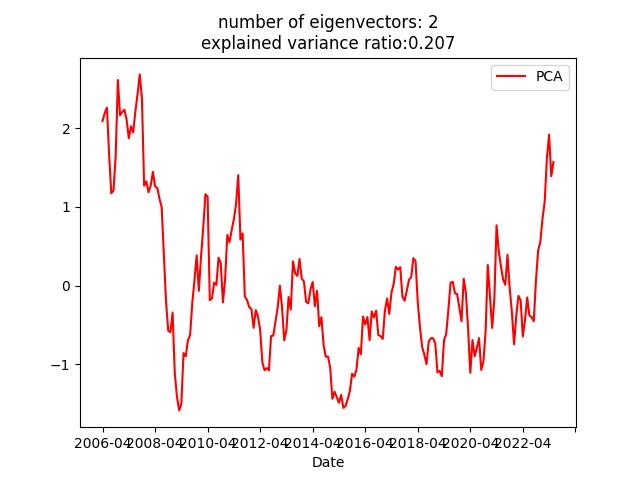 number of eigenvectors: 2
explained variance ratio:0.207
PCA
2
1
0
−1
2006-04 2008-04 2010-04 2012-04 2014-04 2016-04 2018-04 2020-04 2022-04
Date